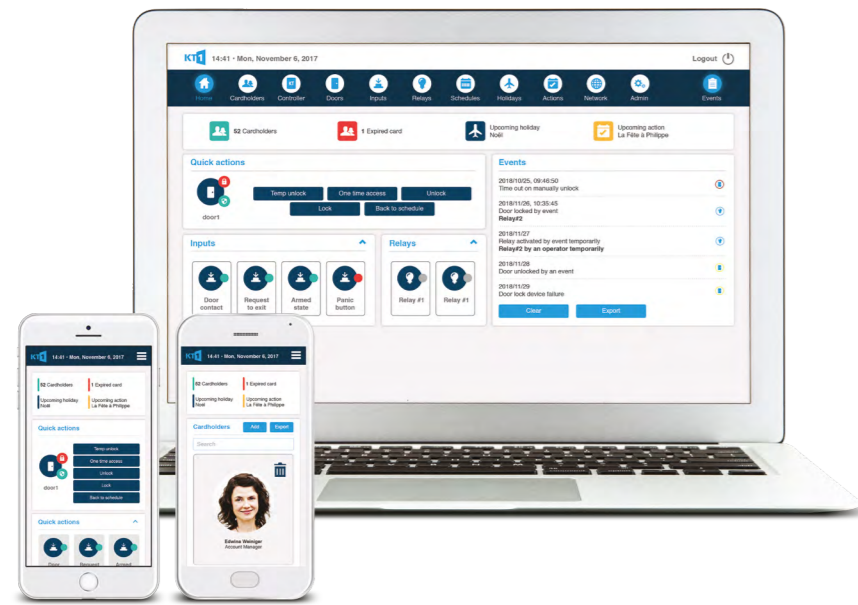 KT1 14:41 - Mon, November 6, 2017
Logout
Home Cardholders Controller Doors Inputs Relays Schedules Holidays Actions Network Admin Events
52 Cardholders
1 Expired card
Upcoming holiday
Noël
Upcoming action
La Fête à Philippe
Quick actions
door1
Temp unlock One time access Unlock
Lock Back to schedule
Inputs
Door contact
Request to exit
Armed state
Panic button
Relays
Relay #1
Relay #1
Events
2018/10/25, 09:46:50
Time out on manually unlock
2018/11/26, 10:35:45
Door locked by event
Relay#2
2018/11/27
Relay activated by event temporarily
Relay#2 by an operator temporarily
2018/11/28
Door unlocked by an event
2018/11/29
Door lock device failure
Clear Export
KT1 14:41 - Mon, November 6, 2017
52 Cardholders
1 Expired card
Upcoming holiday
Noël
Upcoming action
La Fête à Philippe
Quick actions
door1
Temp unlock
One time access
Unlock
Lock
Back to schedule
Quick actions
Door Request Armed
KT1 14:41 - Mon, November 6, 2017
52 Cardholders
1 Expired card
Upcoming holiday
Noël
Upcoming action
La Fête à Philippe
Cardholders Add Export
Search
Edwine Weiniger
Account Manager